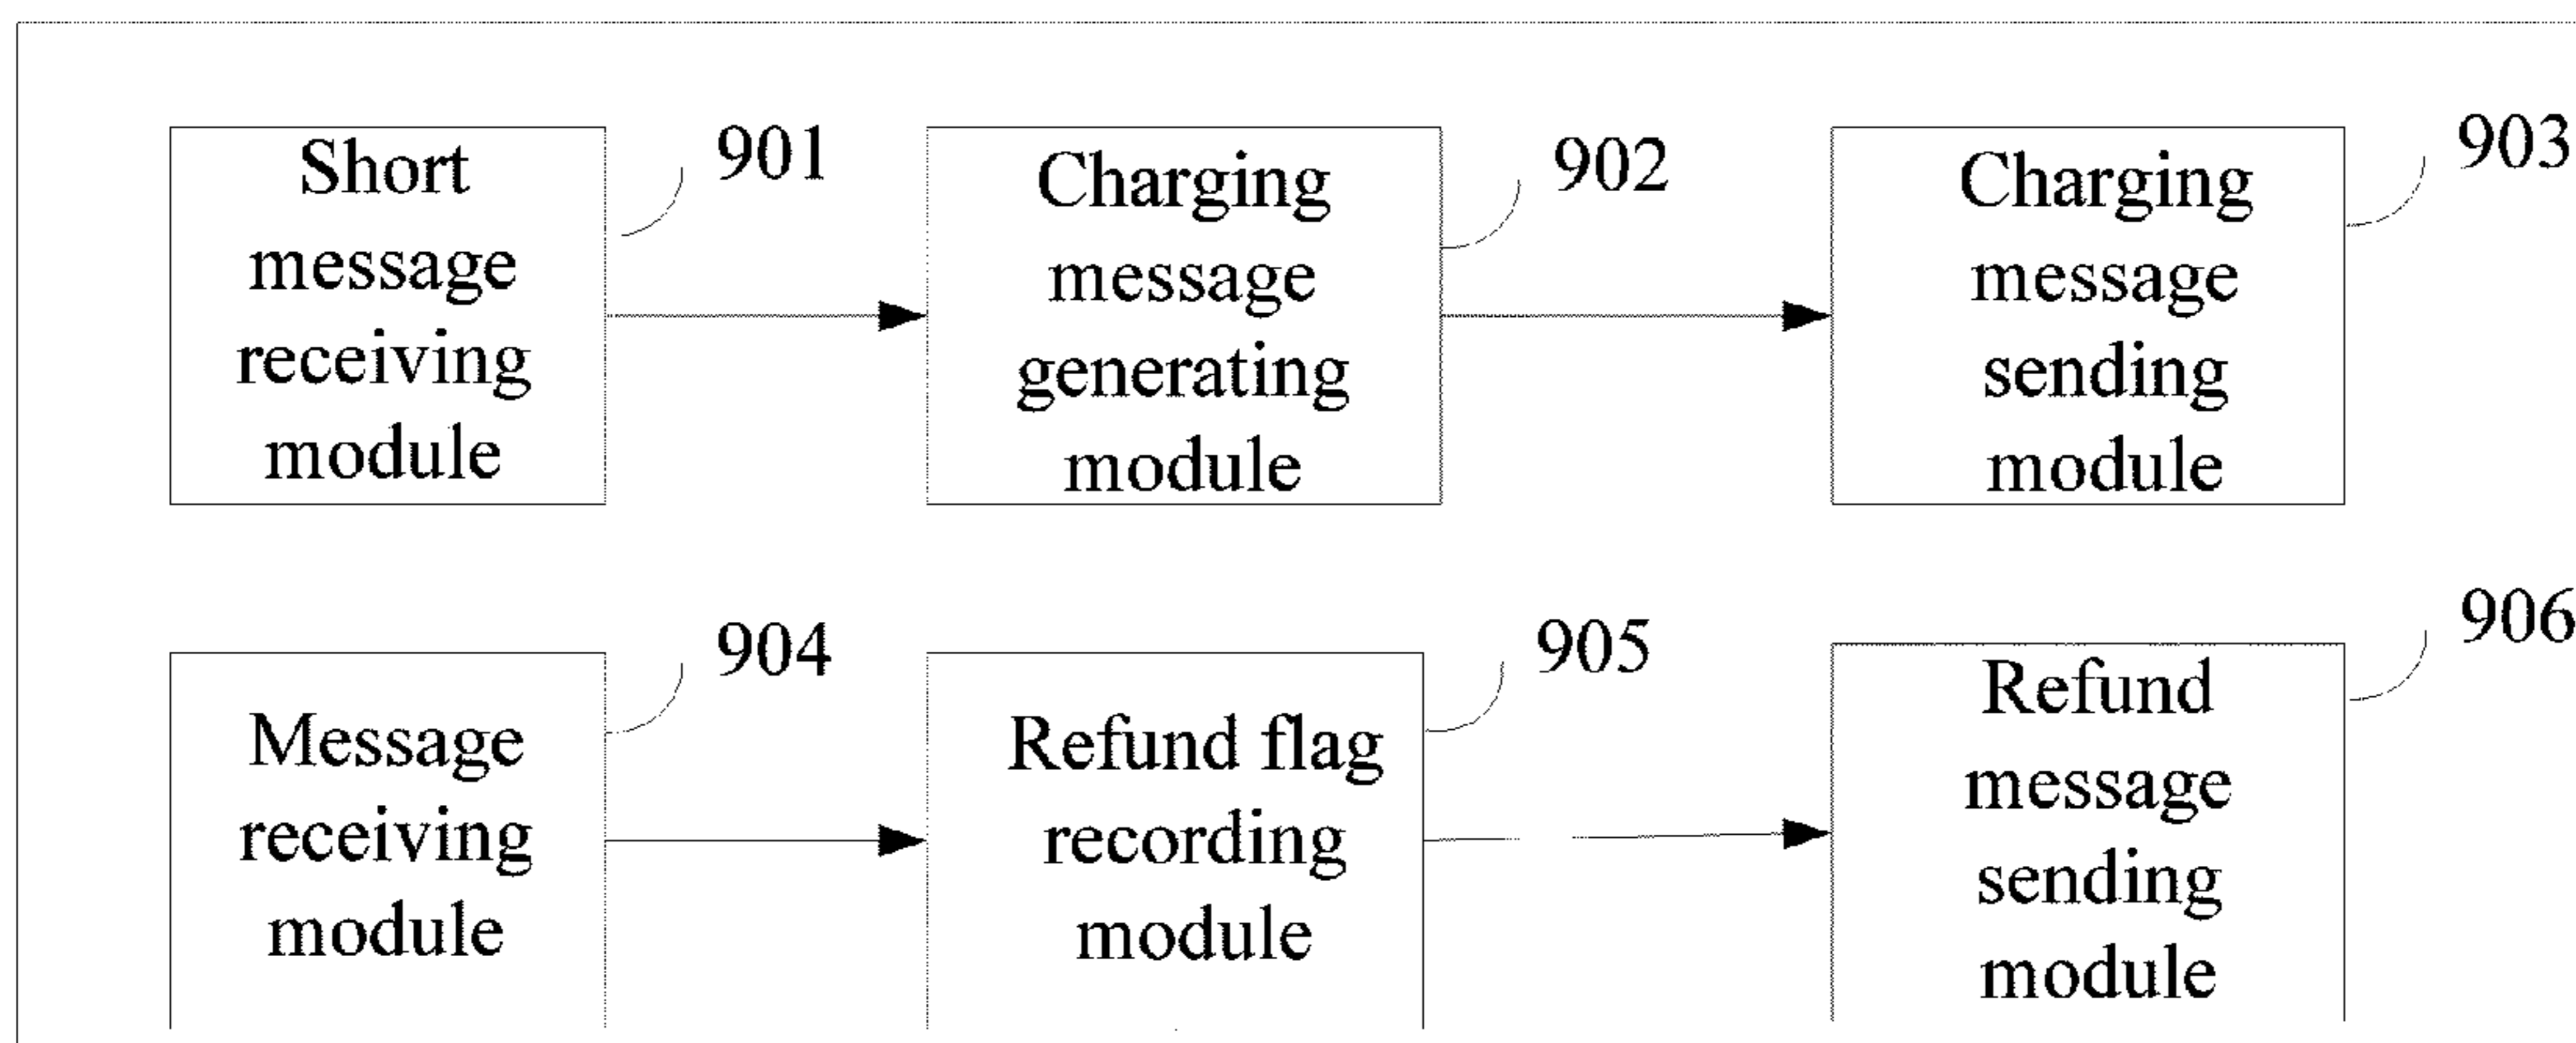 Short
message
receiving
module
901
Charging
message
generating
module
902
Charging
message
sending
module
903
Message
receiving
module
904
Refund flag
recording
module
905
Refund
message
sending
module
906